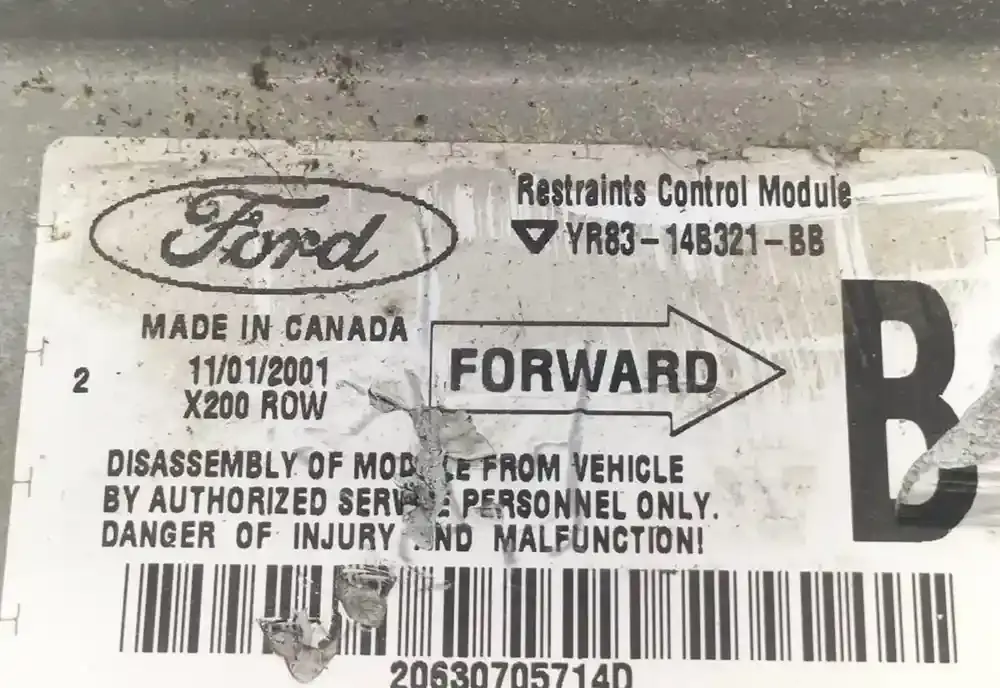 Ford
Restraints Control Module
YR83-14B321-BB
MADE IN CANADA
11/01/2001
2
X200 ROW
FORWARD
B
DISASSEMBLY OF MODULE FROM VEHICLE
BY AUTHORIZED SERVICE PERSONNEL ONLY.
DANGER OF INJURY AND MALFUNCTION!
20630705714D